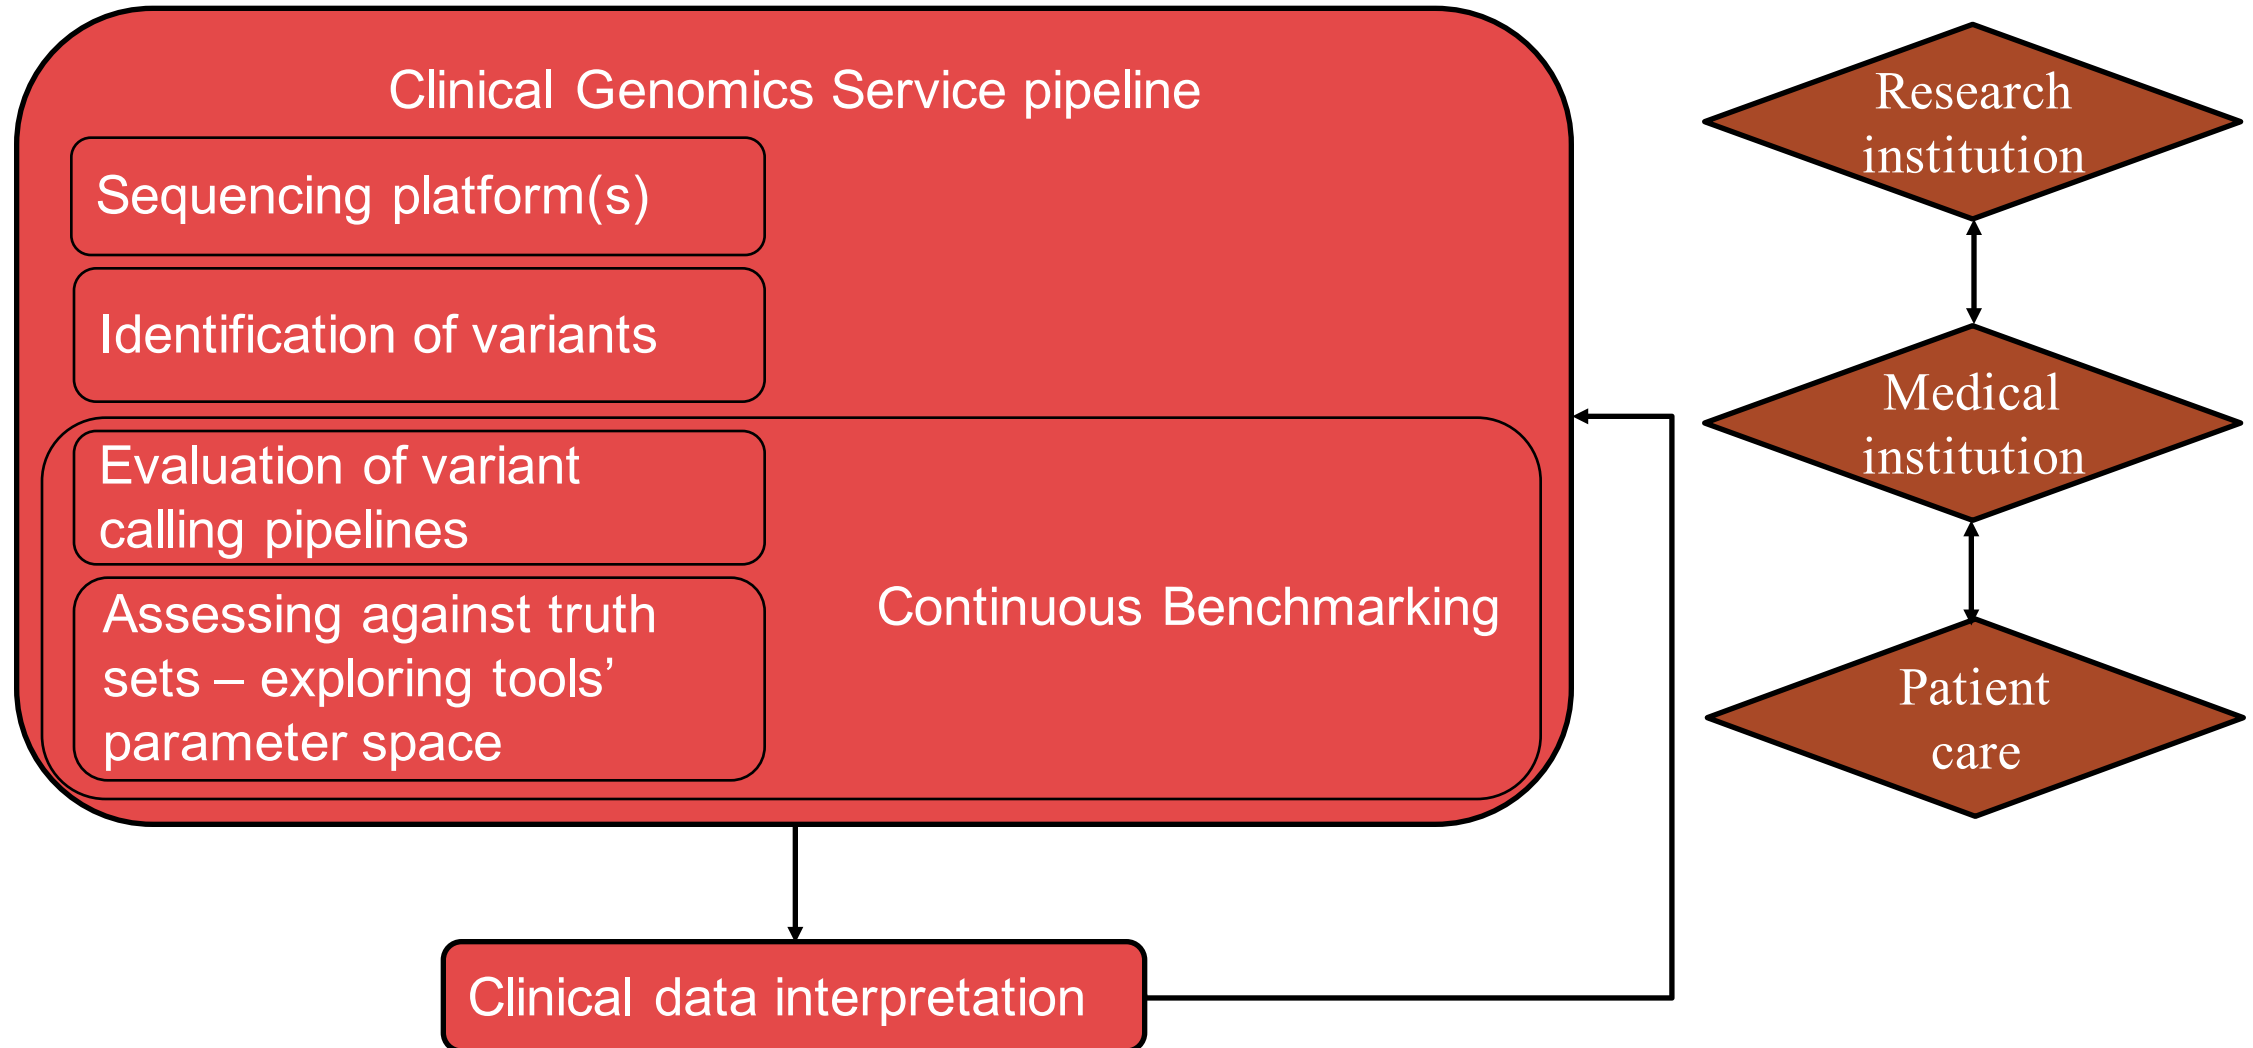 Clinical Genomics Service pipeline
Sequencing platform(s)
Identification of variants
Evaluation of variant
calling pipelines
Assessing against truth
sets – exploring tools’
parameter space
Continuous Benchmarking
Clinical data interpretation
Research
institution
Medical
institution
Patient
care